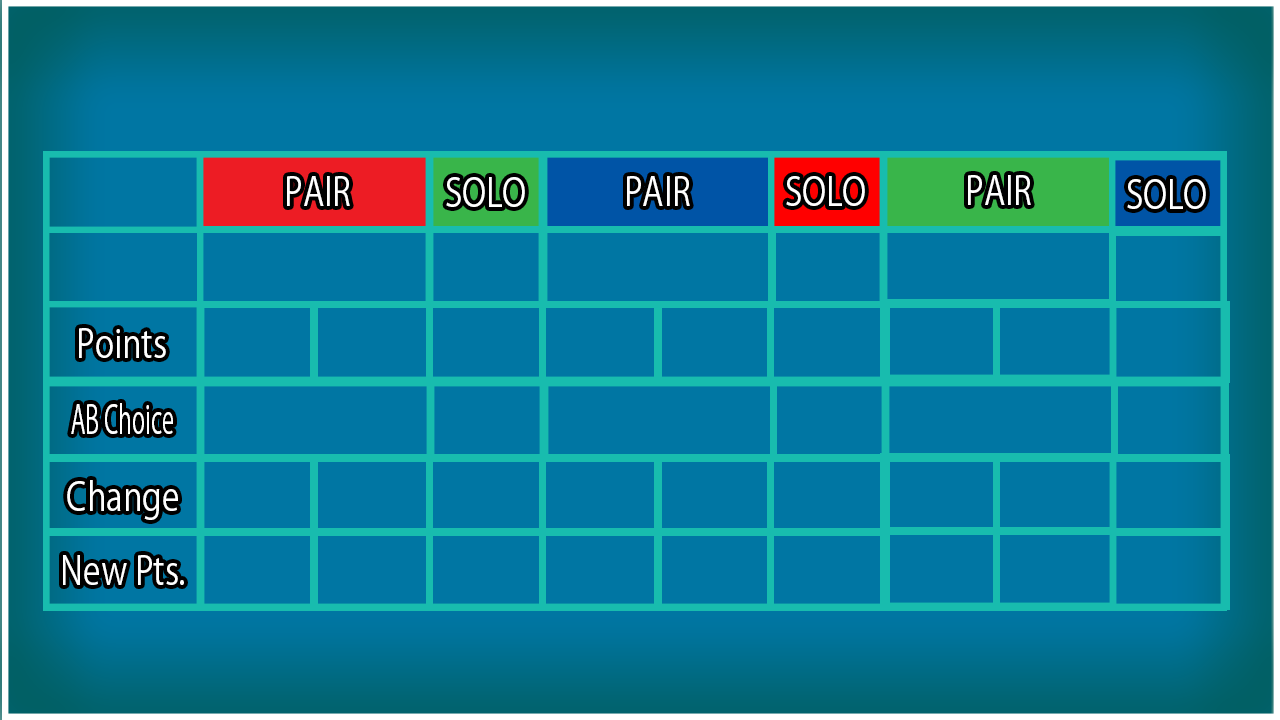 PAIR SOLO PAIR SOLO PAIR SOLO
Points
AB Choice
Change
New Pts.